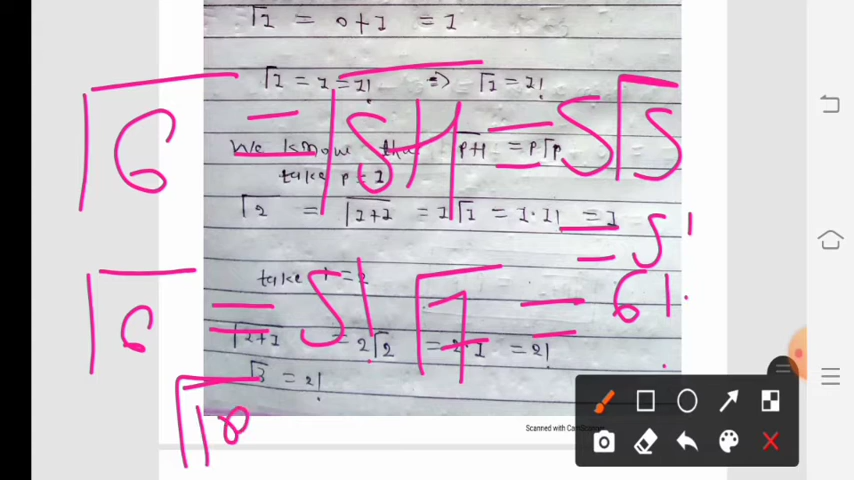 Γ1 = 0+1 = 1
Γ1 = 1 = 1! ⇒ Γ1 = 1!
We know that Γp+1 = pΓp
take p = 1
Γ2 = Γ1+1 = 1Γ1 = 1·1! = 1
take = 2
Γ2+1 = 2Γ2 = 2·1 = 2!
Γ3 = 2!
Γ6 = Γ5+1 = 5Γ5
= 5!
Γ6 = 5! Γ7 = 6!
Γ10
Scanned with CamScanner